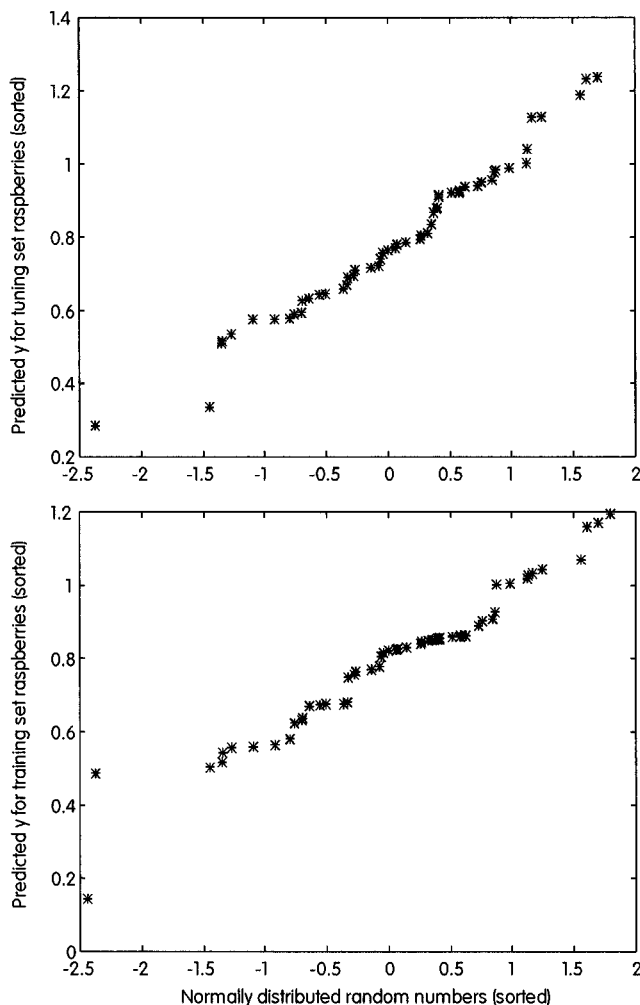 Predicted y for tuning set raspberries (sorted)
1.4
1.2
1
0.8
0.6
0.4
0.2
-2.5 -2 -1.5 -1 -0.5 0 0.5 1 1.5 2
Predicted y for training set raspberries (sorted)
1.2
1
0.8
0.6
0.4
0.2
0
-2.5 -2 -1.5 -1 -0.5 0 0.5 1 1.5 2
Normally distributed random numbers (sorted)